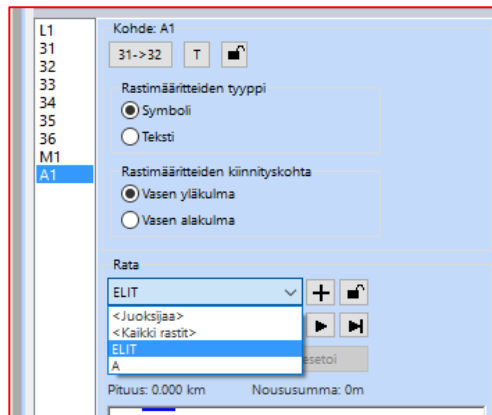 L1
31
32
33
34
35
36
M1
A1
Kohde: A1
31->32
T
Rastimääritteiden tyyppi
Symboli
Teksti
Rastimääritteiden kiinnityskohta
Vasen yläkulma
Vasen alakulma
Rata
ELIT
<Juoksijaa>
<Kaikki rastit>
ELIT
A
Pituus: 0.000 km Noususumma: 0m